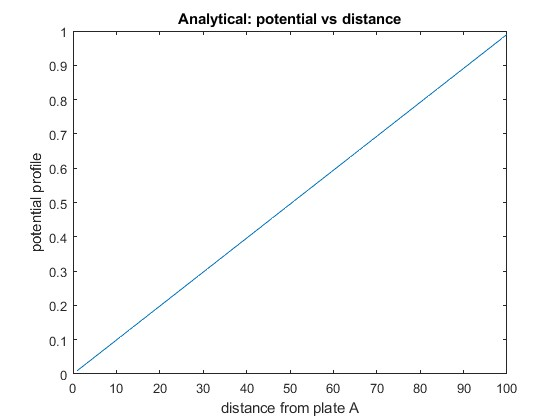 Analytical: potential vs distance
1
0.9
0.8
0.7
0.6
0.5
0.4
0.3
0.2
0.1
0
potential profile
0 10 20 30 40 50 60 70 80 90 100
distance from plate A